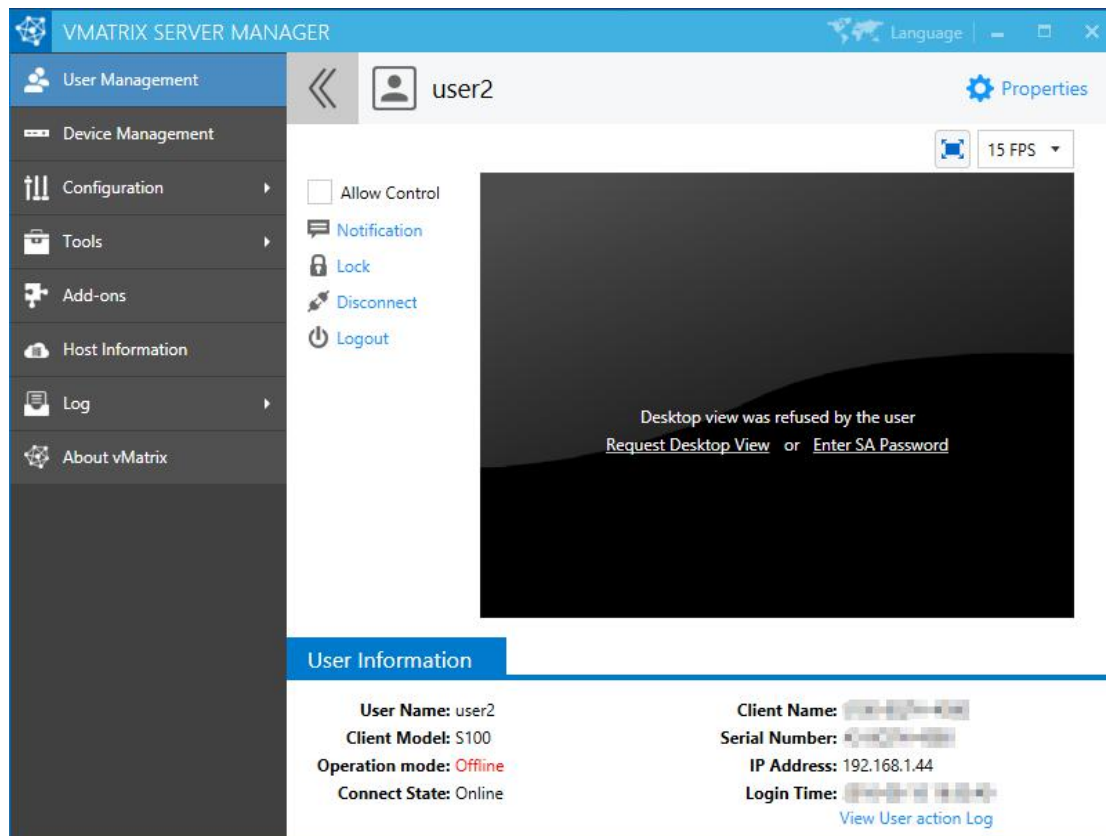 VMATRIX SERVER MANAGER
Language
User Management
Device Management
Configuration
Tools
Add-ons
Host Information
Log
About vMatrix
user2
Properties
15 FPS
Allow Control
Notification
Lock
Disconnect
Logout
Desktop view was refused by the user
Request Desktop View or Enter SA Password
User Information
User Name: user2
Client Model: S100
Operation mode: Offline
Connect State: Online
Client Name:
Serial Number:
IP Address: 192.168.1.44
Login Time:
View User action Log